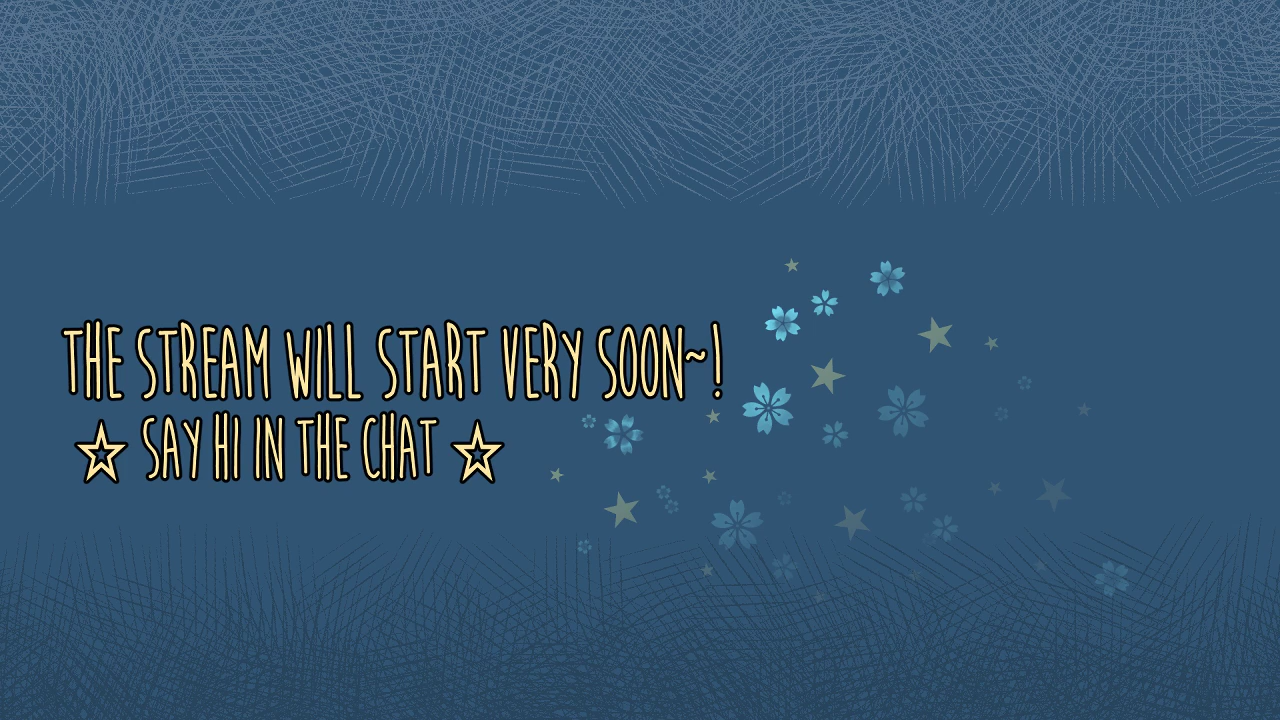 THE STREAM WILL START VERY SOON~!
☆ SAY HI IN THE CHAT ☆